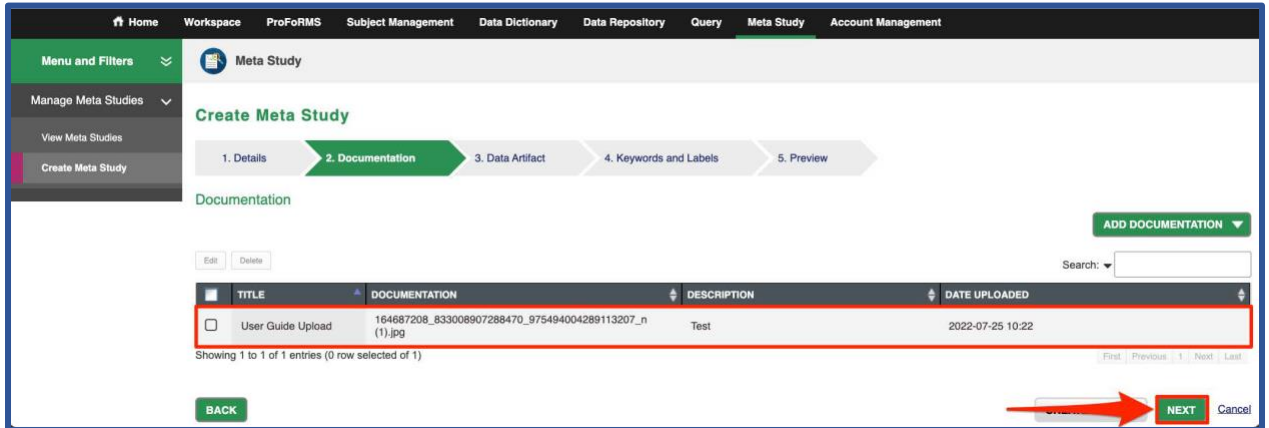 Home Workspace ProFoRMS Subject Management Data Dictionary Data Repository Query Meta Study Account Management
Menu and Filters
Meta Study
Manage Meta Studies
View Meta Studies
Create Meta Study
Create Meta Study
1. Details 2. Documentation 3. Data Artifact 4. Keywords and Labels 5. Preview
Documentation
ADD DOCUMENTATION
Edit Delete
Search:
TITLE DOCUMENTATION DESCRIPTION DATE UPLOADED
User Guide Upload 164687208_833008907288470_975494004289113207_n (1).jpg Test 2022-07-25 10:22
Showing 1 to 1 of 1 entries (0 row selected of 1)
First Previous 1 Next Last
BACK NEXT Cancel